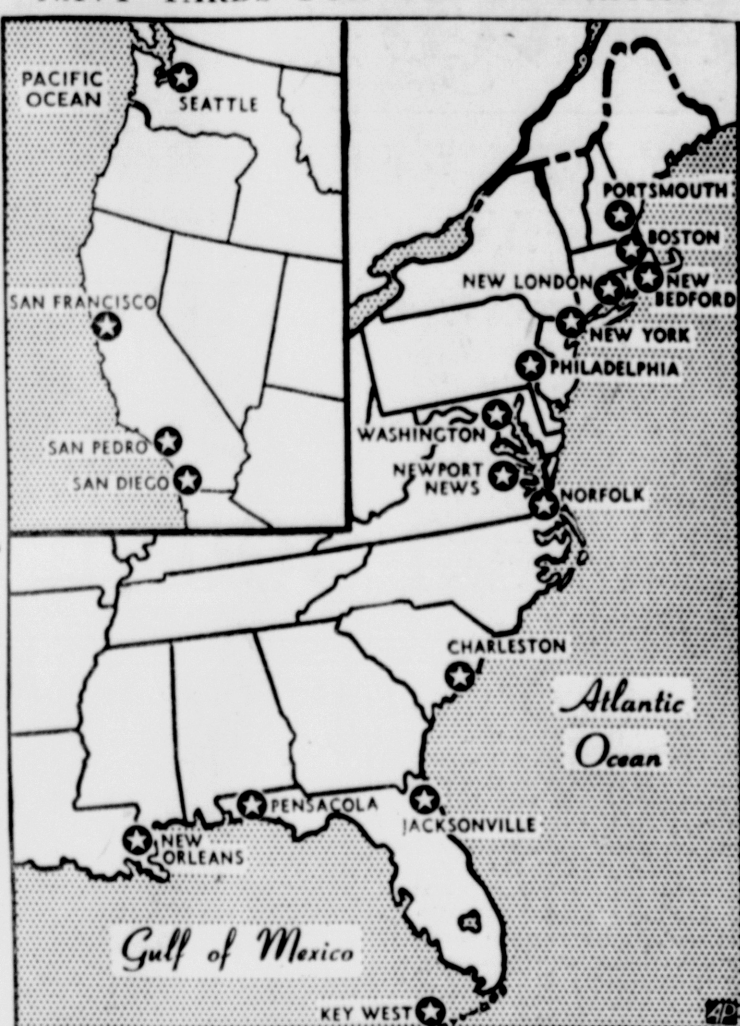 PACIFIC
OCEAN
SEATTLE
SAN FRANCISCO
SAN PEDRO
SAN DIEGO
PORTSMOUTH
BOSTON
NEW LONDON
NEW
BEDFORD
NEW YORK
PHILADELPHIA
WASHINGTON
NEWPORT
NEWS
NORFOLK
CHARLESTON
Atlantic
Ocean
PENSACOLA
JACKSONVILLE
NEW
ORLEANS
Gulf of Mexico
KEY WEST
AP